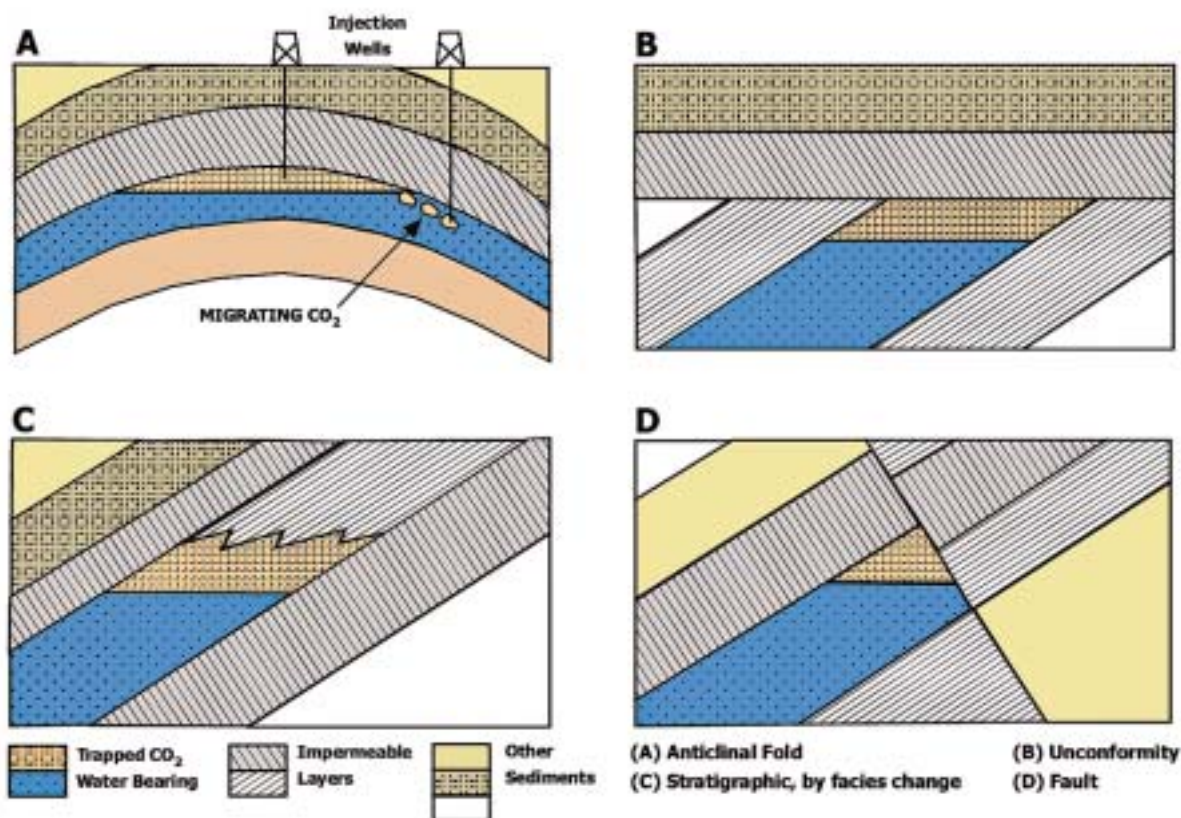 A
Injection
Wells
B
MIGRATING CO₂
C
D
Trapped CO₂
Water Bearing
Impermeable
Layers
Other
Sediments
(A) Anticlinal Fold
(B) Unconformity
(C) Stratigraphic, by facies change
(D) Fault